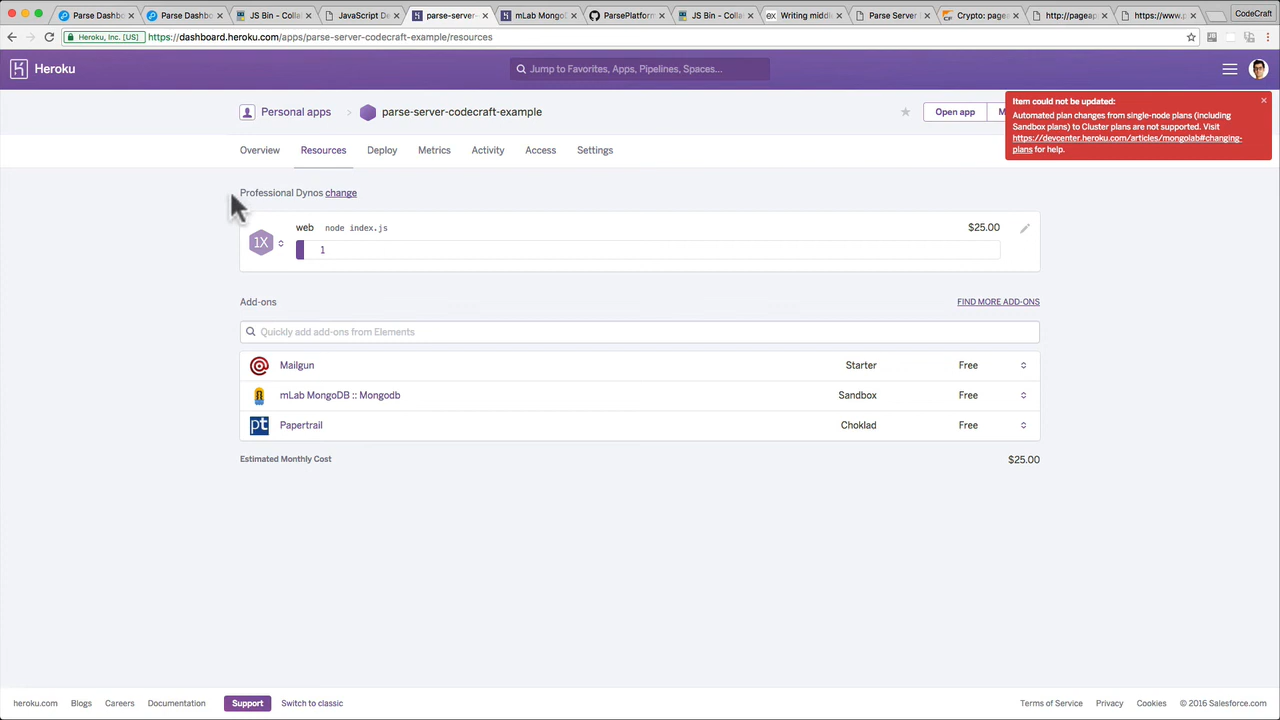 Parse Dashb
Parse Dashb
JS Bin - Colla
JavaScript De
parse-server-
mLab Mongo
ParsePlatform
JS Bin - Colla
Writing middl
Parse Server
Crypto: page
http://pageap
https://www.p
CodeCraft
Heroku, Inc. [US]
https://dashboard.heroku.com/apps/parse-server-codecraft-example/resources
Heroku
Jump to Favorites, Apps, Pipelines, Spaces...
Personal apps
parse-server-codecraft-example
Open app
M
Item could not be updated:
Automated plan changes from single-node plans (including
Sandbox plans) to Cluster plans are not supported. Visit
https://devcenter.heroku.com/articles/mongolab#changing-
plans for help.
Overview
Resources
Deploy
Metrics
Activity
Access
Settings
Professional Dynos change
1X
web node index.js
$25.00
1
Add-ons
FIND MORE ADD-ONS
Quickly add add-ons from Elements
Mailgun
Starter
Free
mLab MongoDB :: Mongodb
Sandbox
Free
pt
Papertrail
Choklad
Free
Estimated Monthly Cost
$25.00
heroku.com
Blogs
Careers
Documentation
Support
Switch to classic
Terms of Service
Privacy
Cookies
© 2016 Salesforce.com